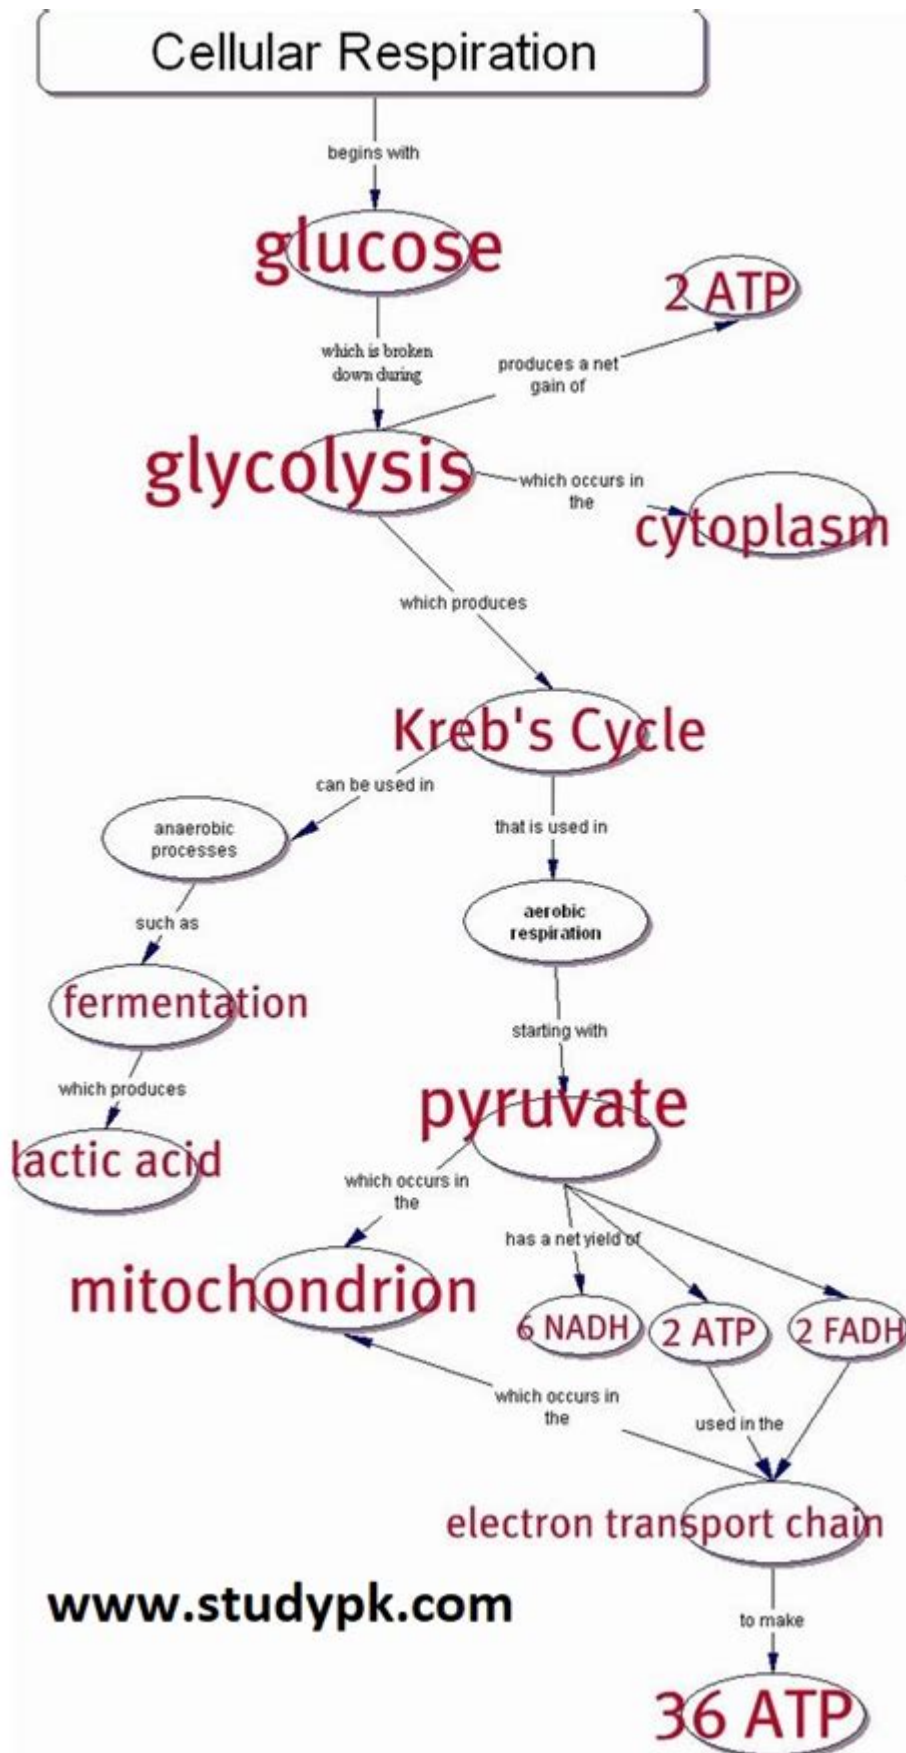 Cellular Respiration
begins with
glucose
2 ATP
which is broken
down during
produces a net
gain of
glycolysis
which occurs in
the
cytoplasm
which produces
Kreb's Cycle
can be used in
that is used in
anaerobic
processes
aerobic
respiration
such as
fermentation
starting with
which produces
pyruvate
lactic acid
which occurs in
the
has a net yield of
mitochondrion
6 NADH
2 ATP
2 FADH
which occurs in
the
used in the
electron transport chain
www.studypk.com
to make
36 ATP